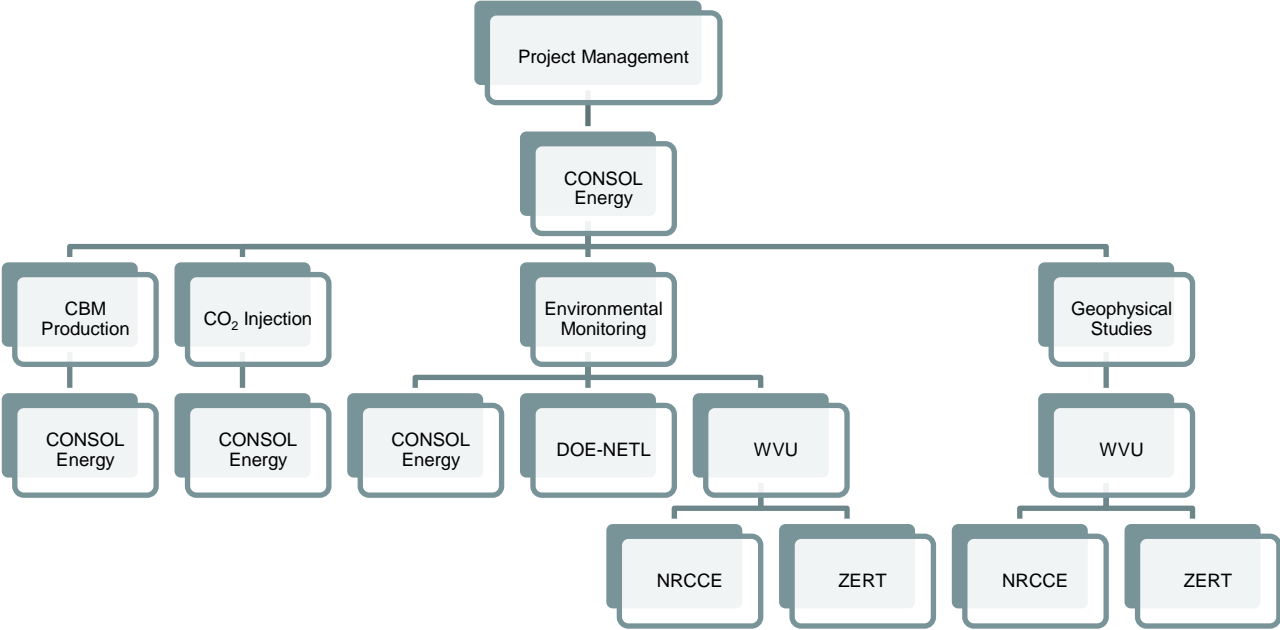 Project Management
CONSOL
Energy
CBM
Production
CO₂ Injection
Environmental
Monitoring
Geophysical
Studies
CONSOL
Energy
CONSOL
Energy
CONSOL
Energy
DOE-NETL
WVU
WVU
NRCCE
ZERT
NRCCE
ZERT